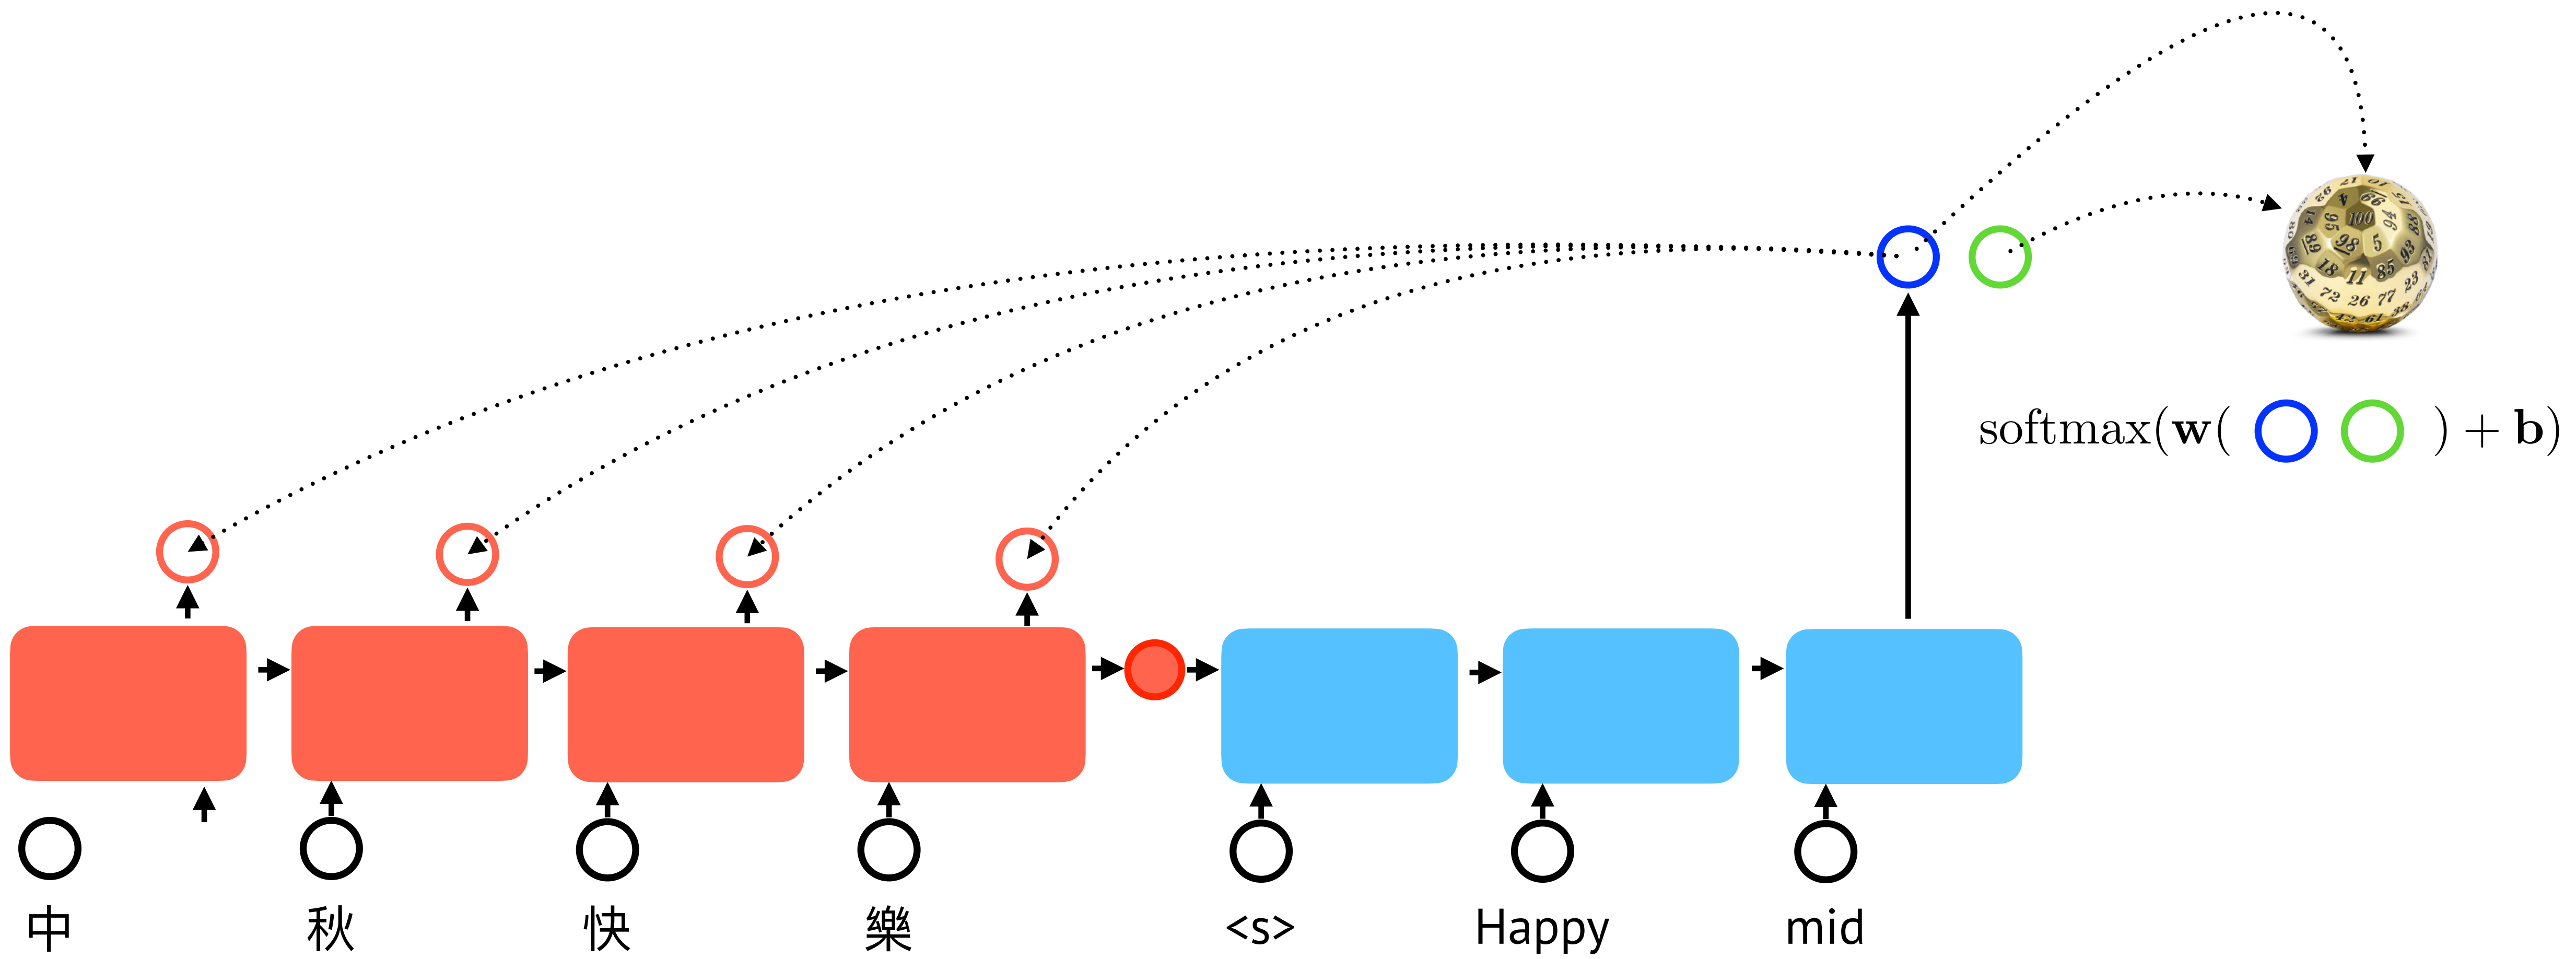 softmax(w( ) + b)
中 秋 快 樂 <s> Happy mid